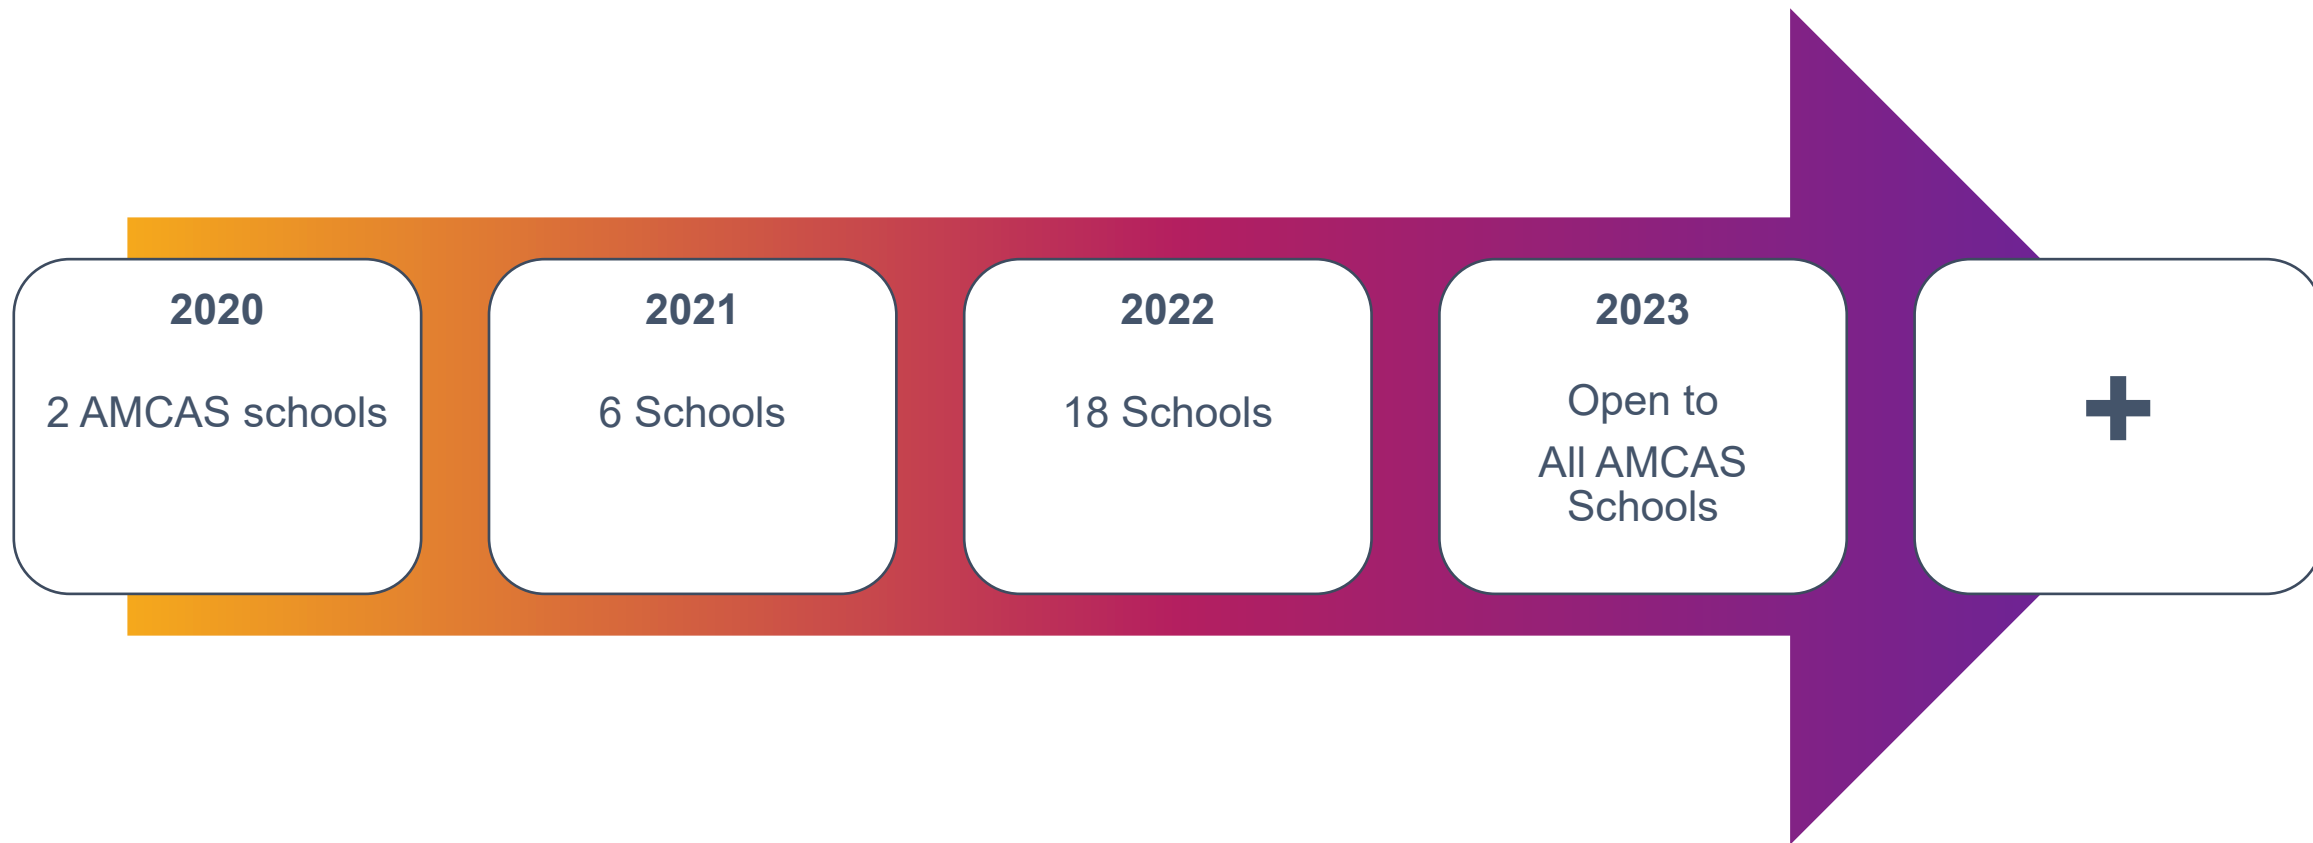 2020
2 AMCAS schools
2021
6 Schools
2022
18 Schools
2023
Open to
All AMCAS
Schools
+